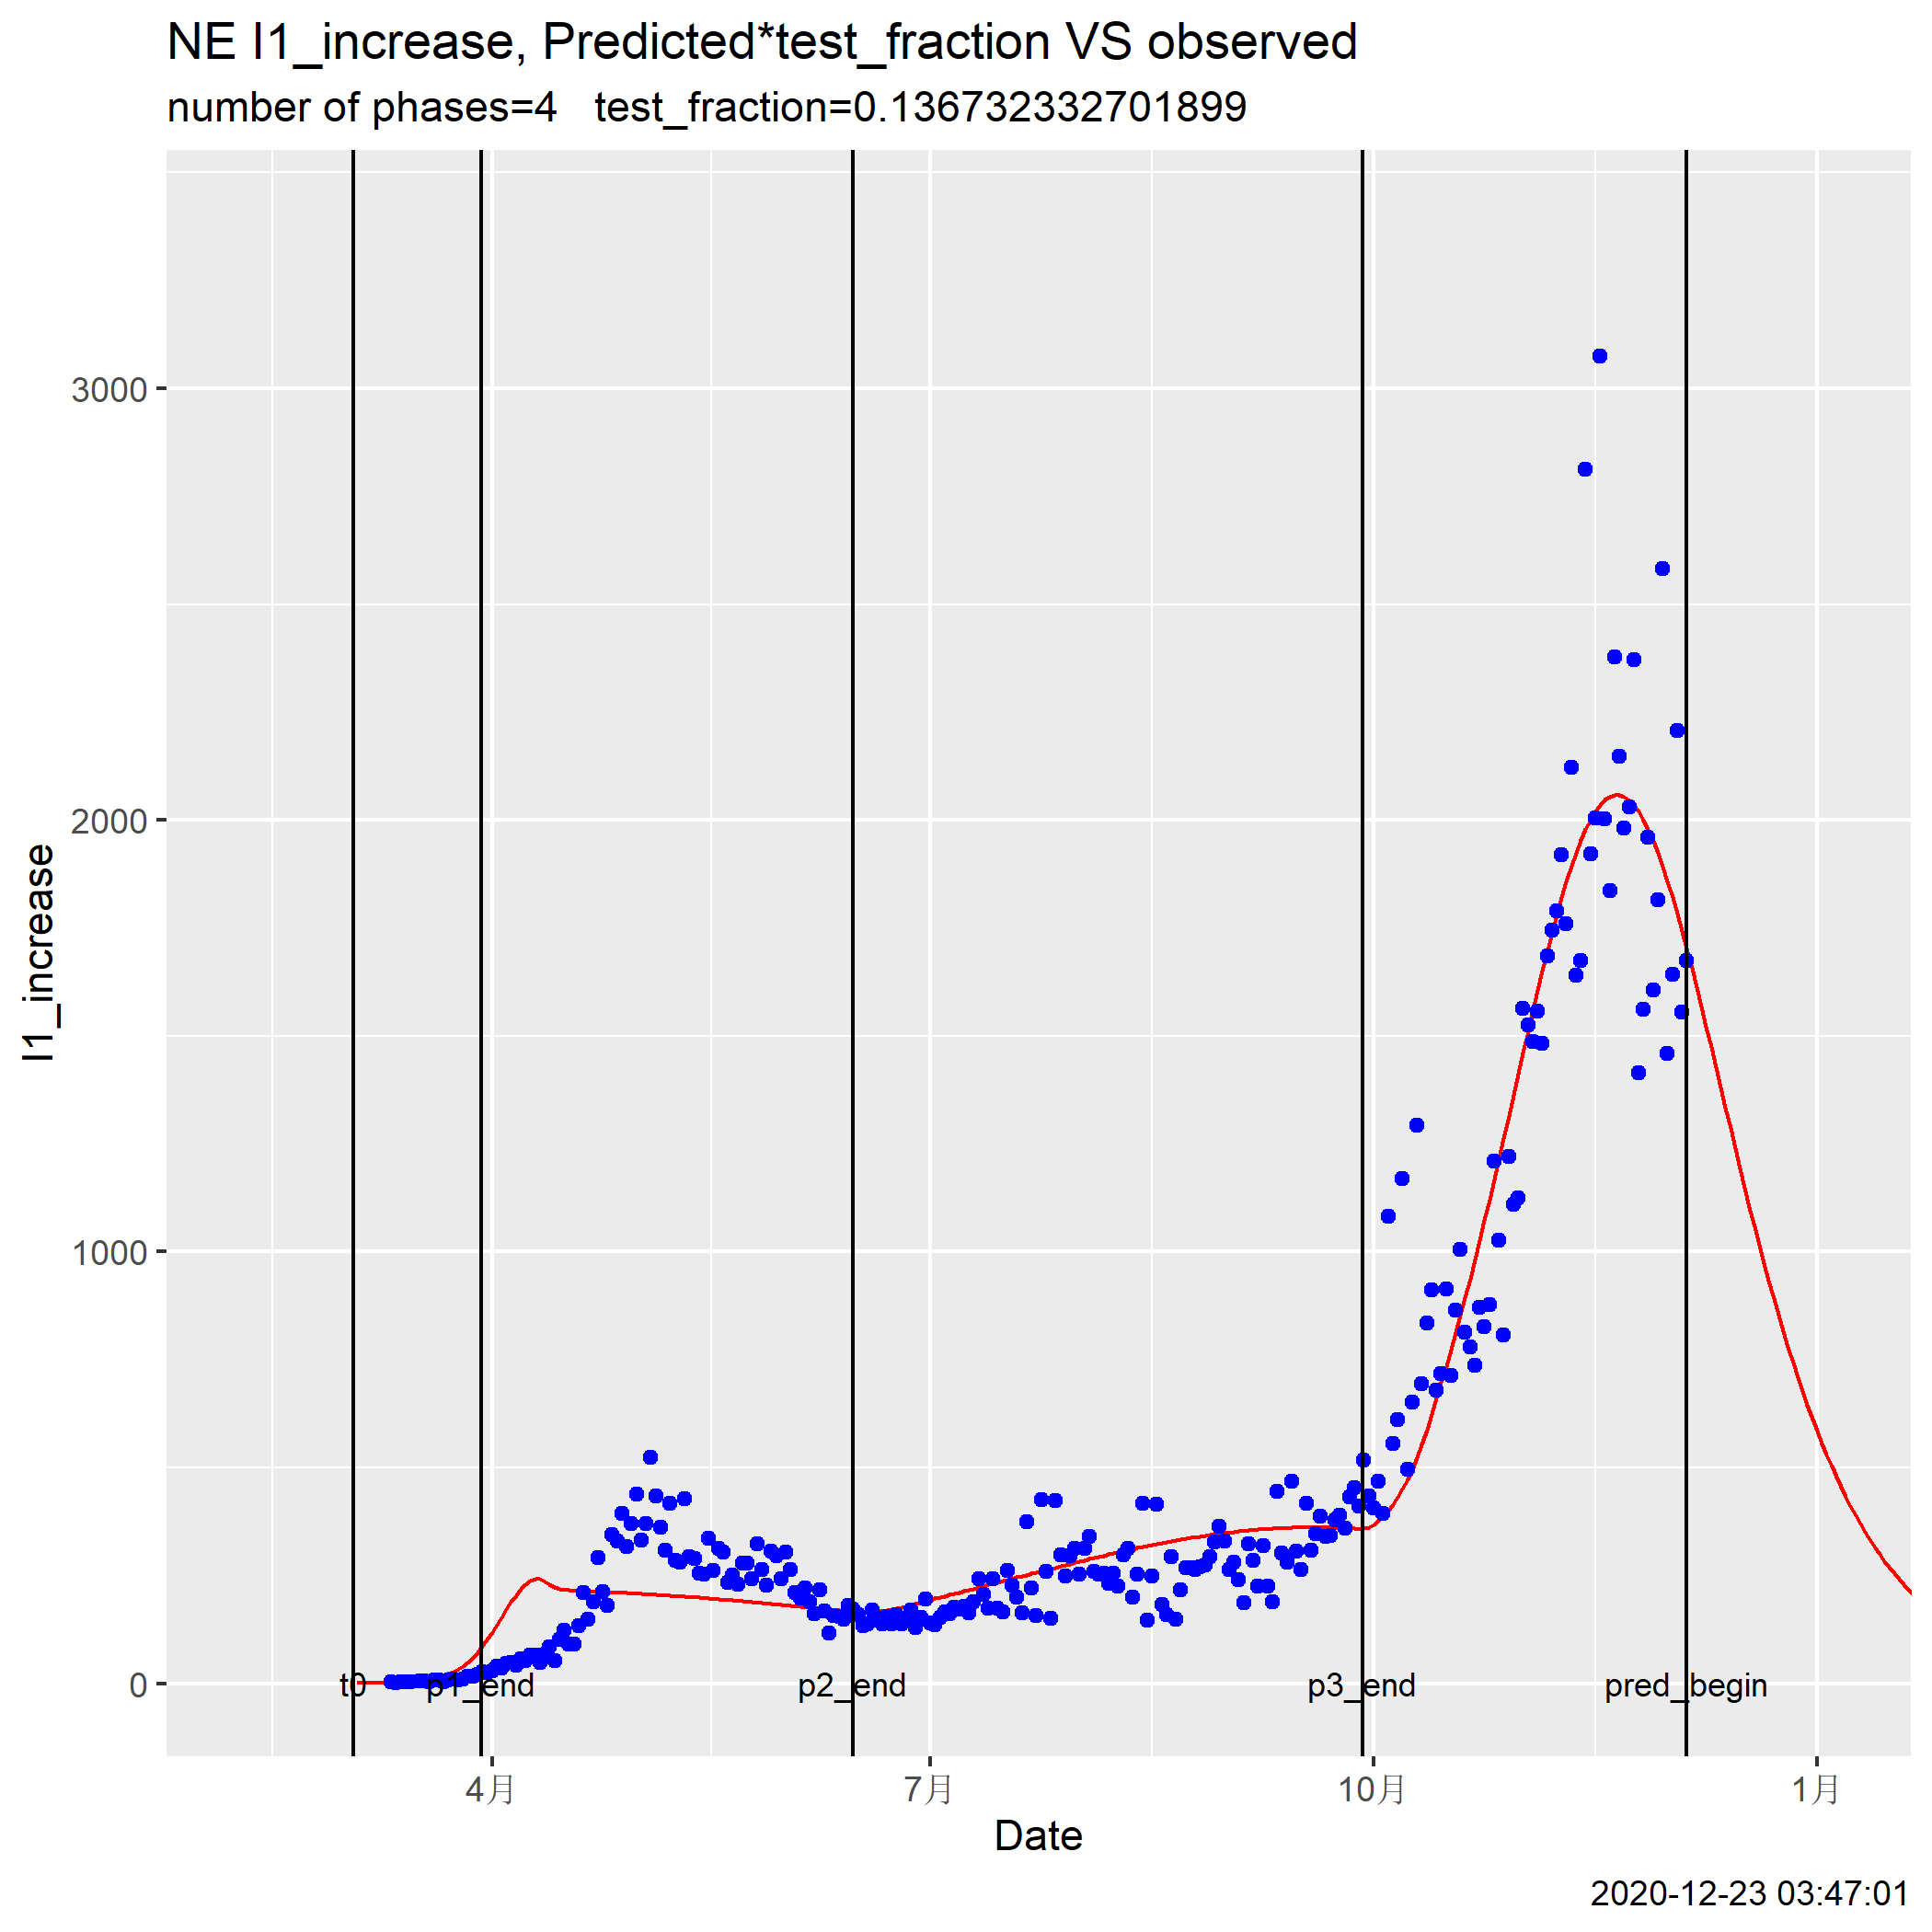 NE I1_increase, Predicted*test_fraction VS observed
number of phases=4   test_fraction=0.136732332701899
3000
2000
1000
0
I1_increase
t0
p1_end
p2_end
p3_end
pred_begin
4月
7月
10月
1月
Date
2020-12-23 03:47:01